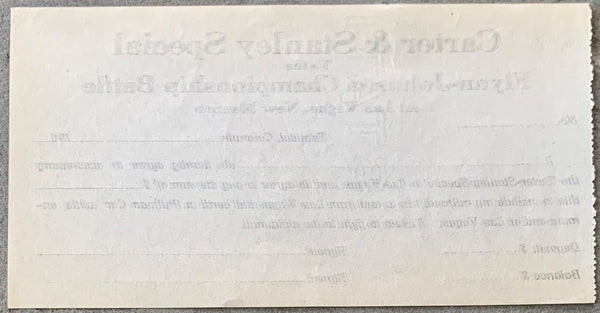 Carter & Stanley Special
To the
Flynn-Johnson Championship Battle
At Las Vegas, New Mexico
No.
Trinidad, Colorado, 191
I, do hereby agree to accompany
the Carter-Stanley Special to Las Vegas, and do agree to pay the sum of $
this to include my railroad fare to and from Las Vegas and berth in Pullman Car while en-
route and at Las Vegas. Tickets to fight to be additional.
Deposit, $ Signed
Balance $ Signed